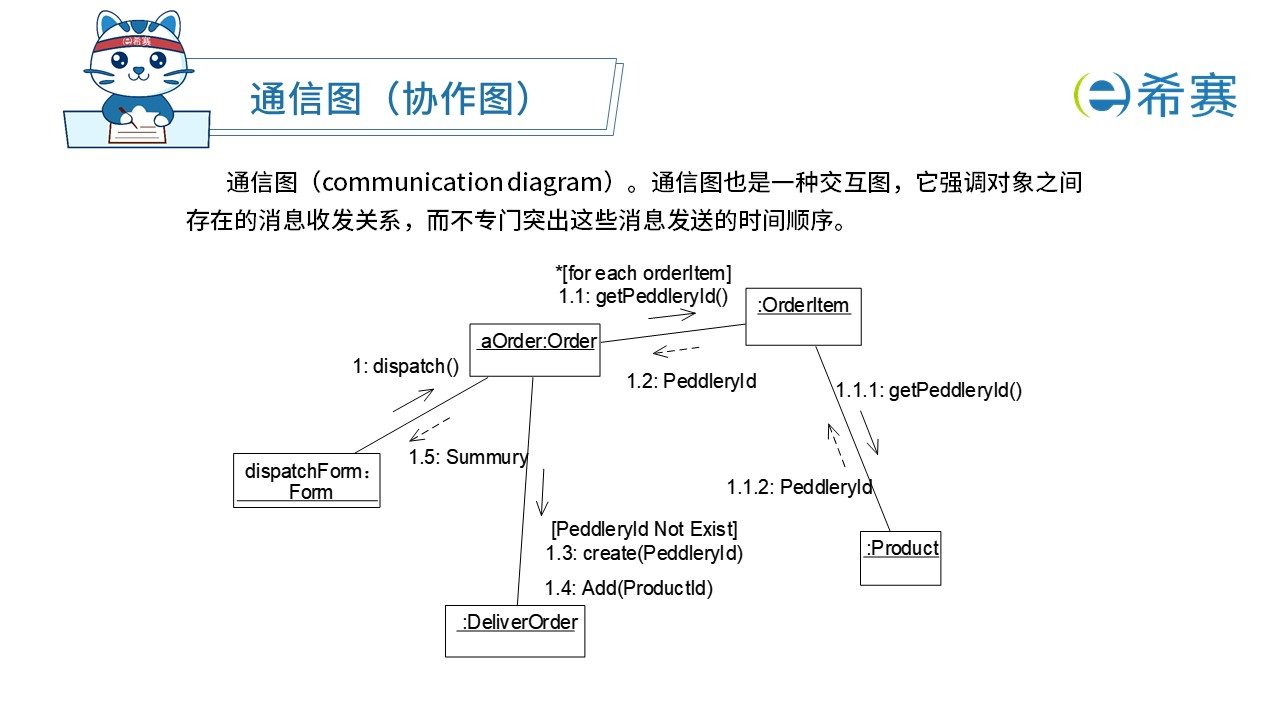 希赛
通信图（协作图）
希赛
通信图（communication diagram）。通信图也是一种交互图，它强调对象之间
存在的消息收发关系，而不专门突出这些消息发送的时间顺序。
*[for each orderItem]
1.1: getPeddleryId()
:OrderItem
aOrder:Order
1: dispatch()
1.2: PeddleryId
1.1.1: getPeddleryId()
1.5: Summury
dispatchForm：
Form
1.1.2: PeddleryId
[PeddleryId Not Exist]
1.3: create(PeddleryId)
:Product
1.4: Add(ProductId)
:DeliverOrder